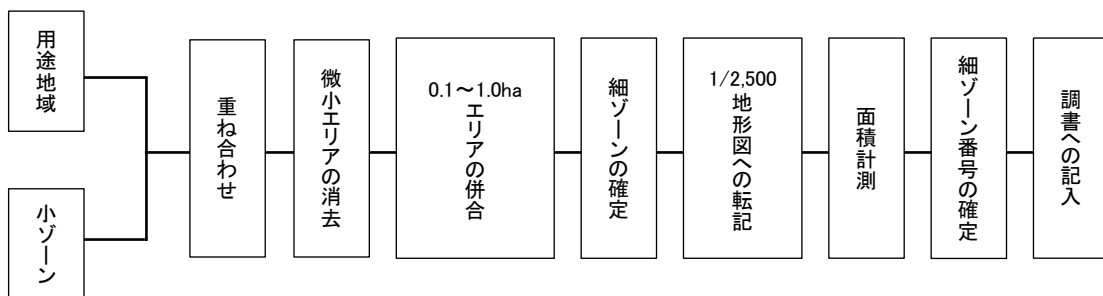 用途地域
小ゾーン
重ね合わせ
微小エリアの消去
0.1～1.0ha
エリアの併合
細ゾーンの確定
1/2,500
地形図への転記
面積計測
細ゾーン番号の確定
調書への記入